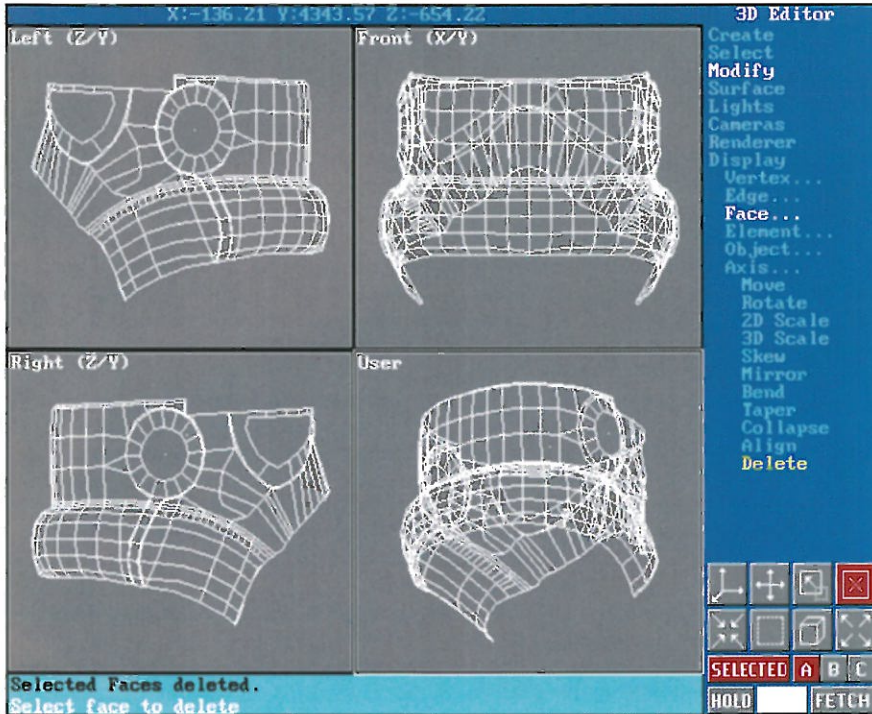 X:-136.21 Y:4343.57 Z:-654.22
3D Editor
Left (Z/Y)
Front (X/Y)
Right (Z/Y)
User
Create
Select
Modify
Surface
Lights
Cameras
Renderer
Display
Vertex...
Edge...
Face...
Element...
Object...
Axis...
Move
Rotate
2D Scale
3D Scale
Skew
Mirror
Bend
Taper
Collapse
Align
Delete
SELECTED A B C
HOLD FETCH
Selected Faces deleted.
Select face to delete